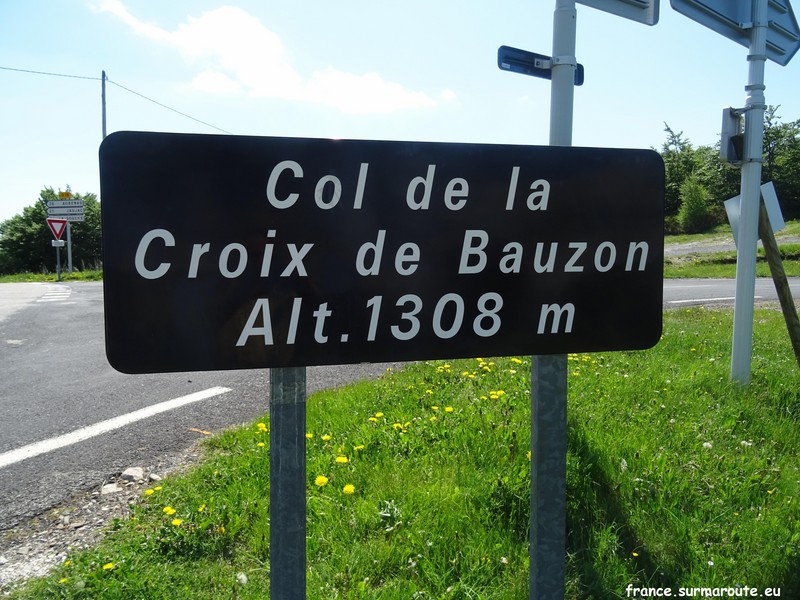 Col de la
Croix de Bauzon
Alt.1308 m
france.surmaroute.eu